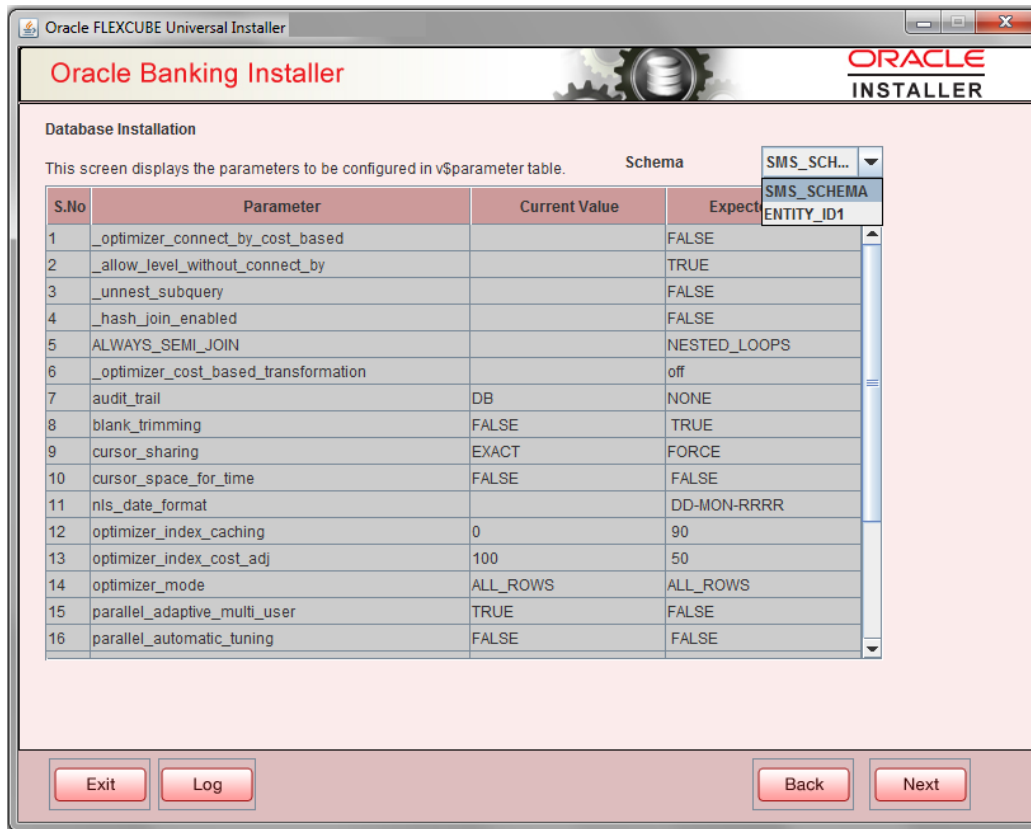 Oracle FLEXCUBE Universal Installer
Oracle Banking Installer
ORACLE
INSTALLER
Database Installation
This screen displays the parameters to be configured in v$parameter table.
Schema
SMS_SCH...
SMS_SCHEMA
ENTITY_ID1
S.No Parameter Current Value Expect
1 _optimizer_connect_by_cost_based FALSE
2 _allow_level_without_connect_by TRUE
3 _unnest_subquery FALSE
4 _hash_join_enabled FALSE
5 ALWAYS_SEMI_JOIN NESTED_LOOPS
6 _optimizer_cost_based_transformation off
7 audit_trail DB NONE
8 blank_trimming FALSE TRUE
9 cursor_sharing EXACT FORCE
10 cursor_space_for_time FALSE FALSE
11 nls_date_format DD-MON-RRRR
12 optimizer_index_caching 0 90
13 optimizer_index_cost_adj 100 50
14 optimizer_mode ALL_ROWS ALL_ROWS
15 parallel_adaptive_multi_user TRUE FALSE
16 parallel_automatic_tuning FALSE FALSE
Exit Log Back Next